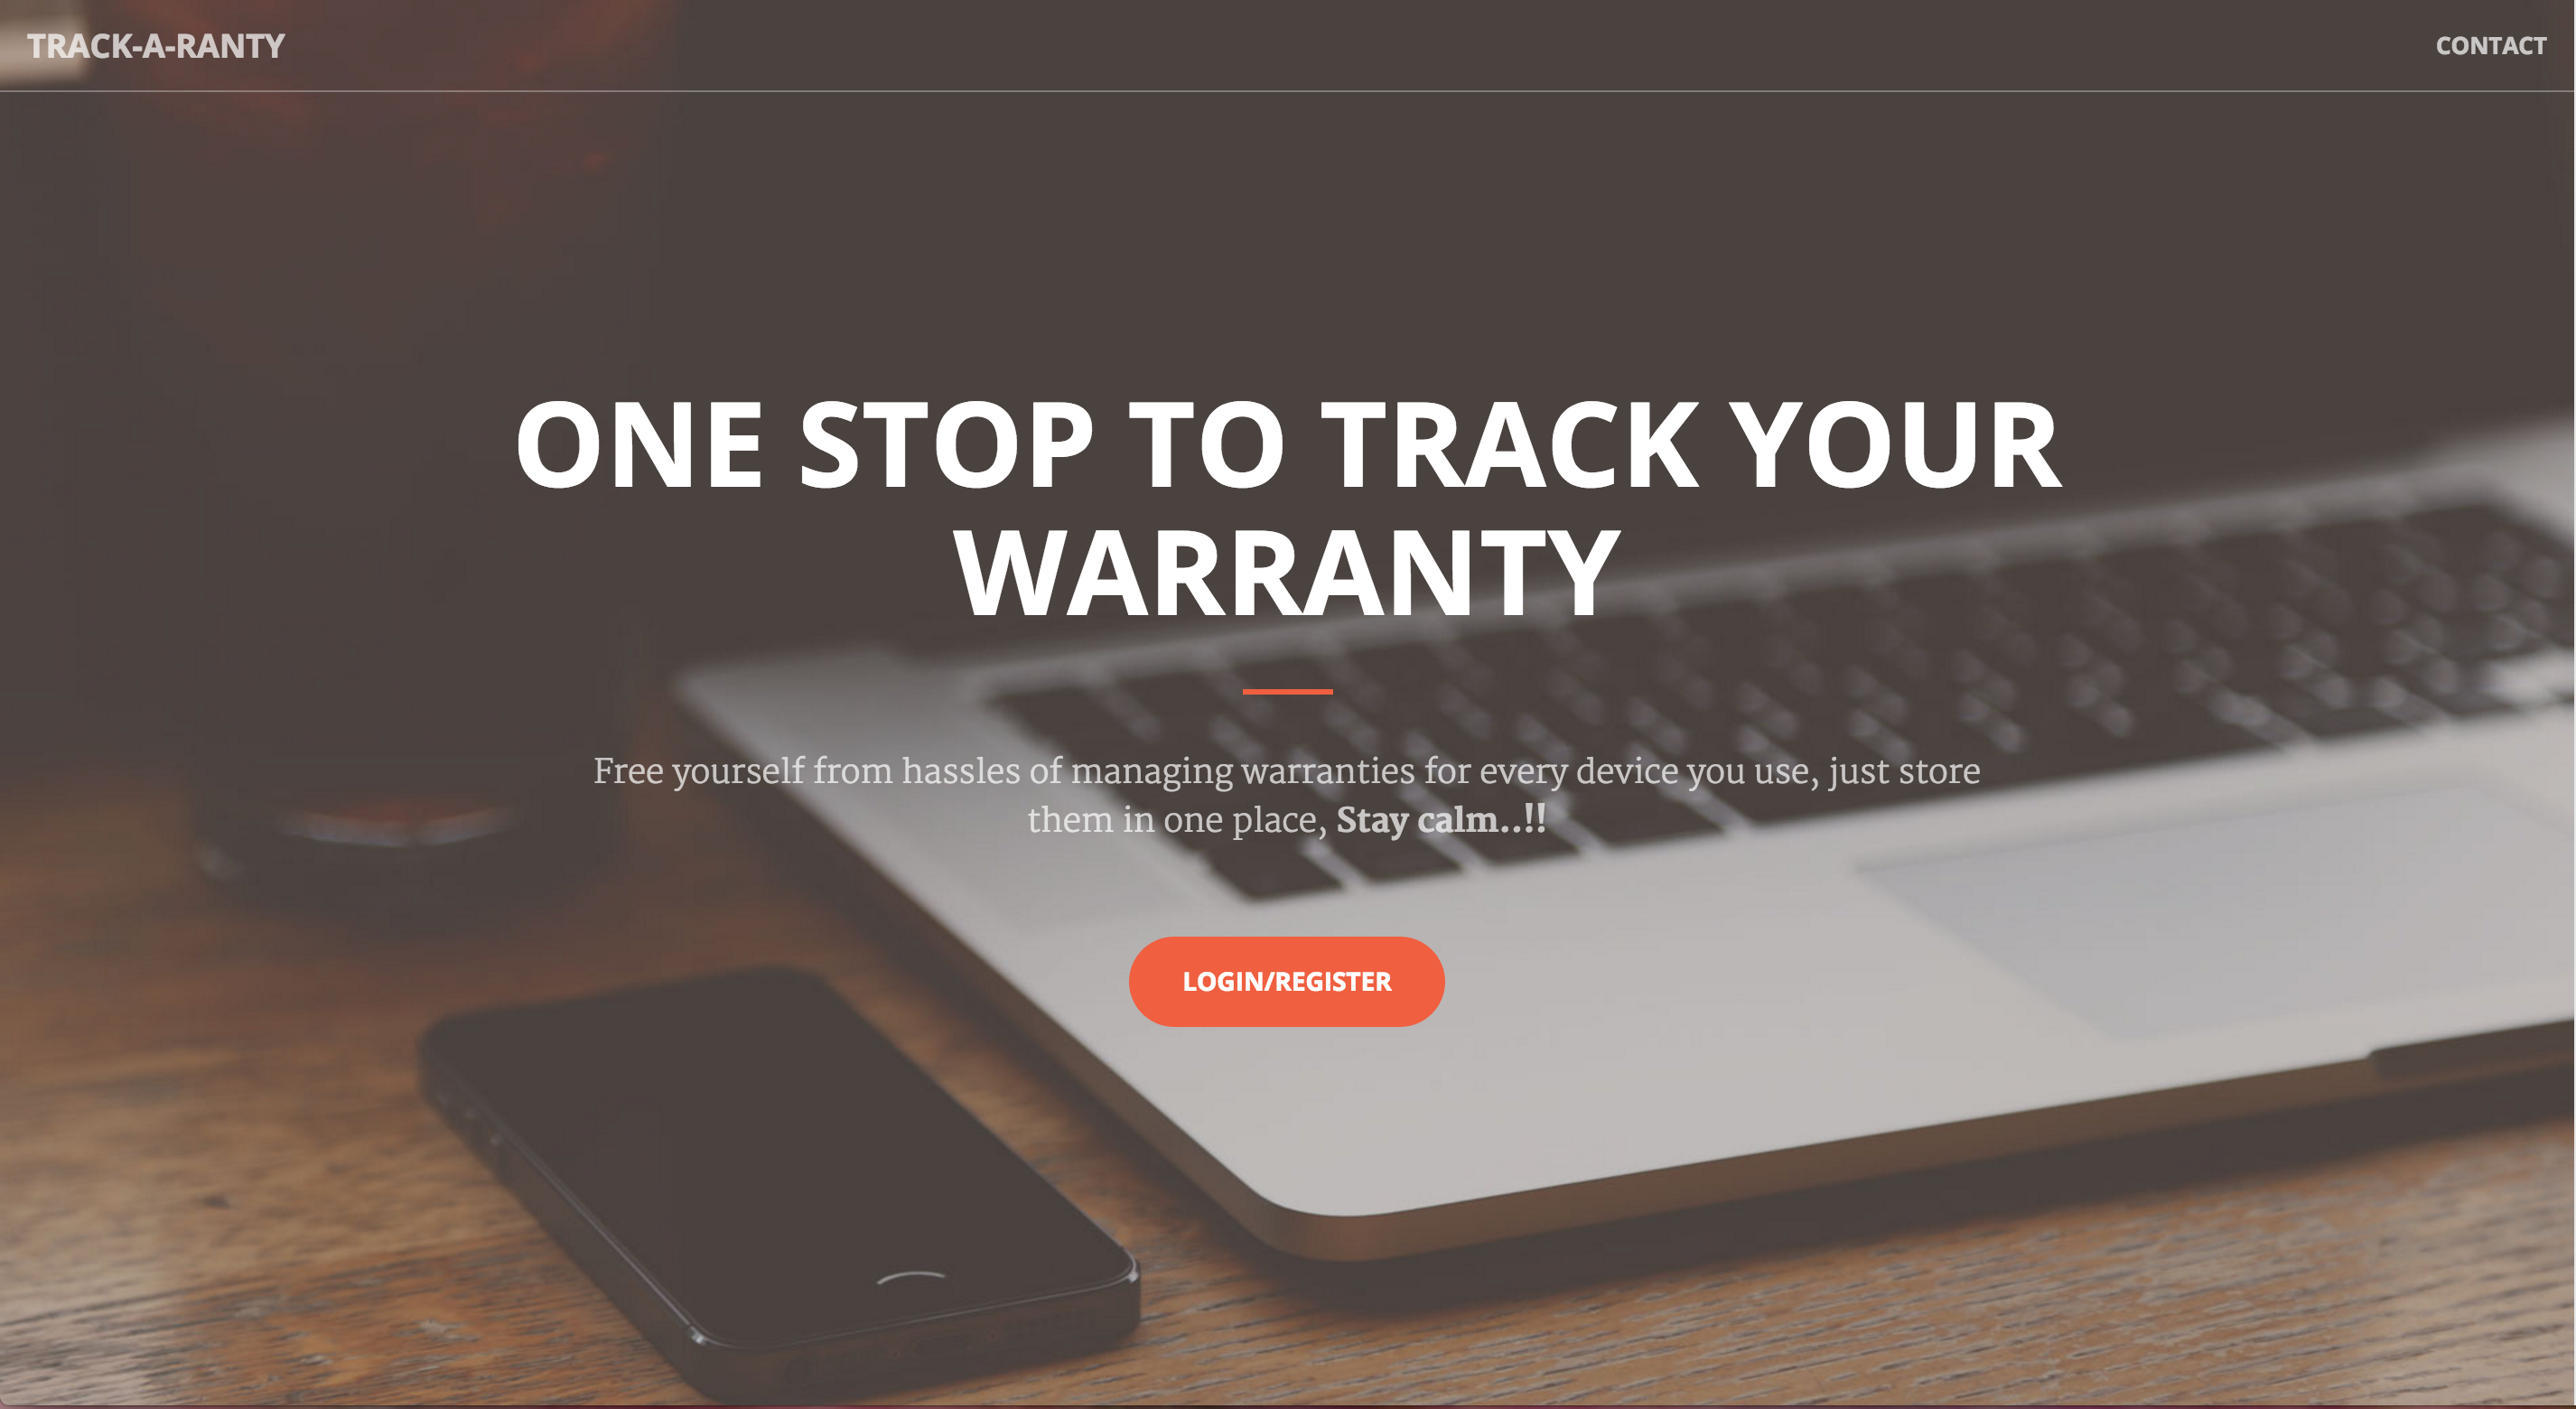 TRACK-A-RANTY
CONTACT
ONE STOP TO TRACK YOUR
WARRANTY
Free yourself from hassles of managing warranties for every device you use, just store
them in one place, Stay calm..!!
LOGIN/REGISTER